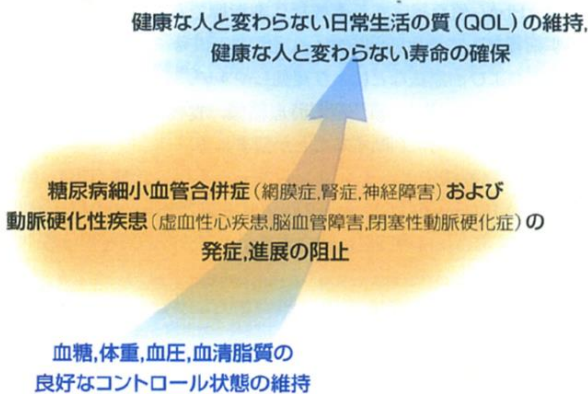 健康な人と変わらない日常生活の質(QOL)の維持,
健康な人と変わらない寿命の確保
糖尿病細小血管合併症(網膜症,腎症,神経障害)および
動脈硬化性疾患(虚血性心疾患,脳血管障害,閉塞性動脈硬化症)の
発症,進展の阻止
血糖,体重,血圧,血清脂質の
良好なコントロール状態の維持